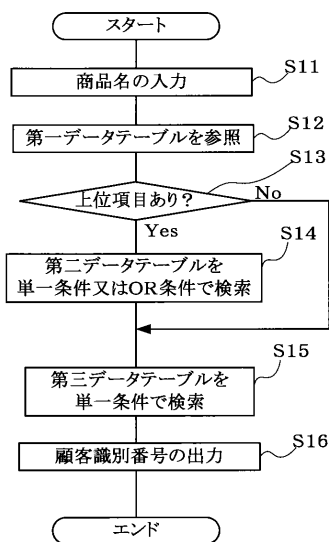 スタート
S11
商品名の入力
S12
第一データテーブルを参照
S13
上位項目あり?
No
Yes
S14
第二データテーブルを
単一条件又はOR条件で検索
S15
第三データテーブルを
単一条件で検索
S16
顧客識別番号の出力
エンド